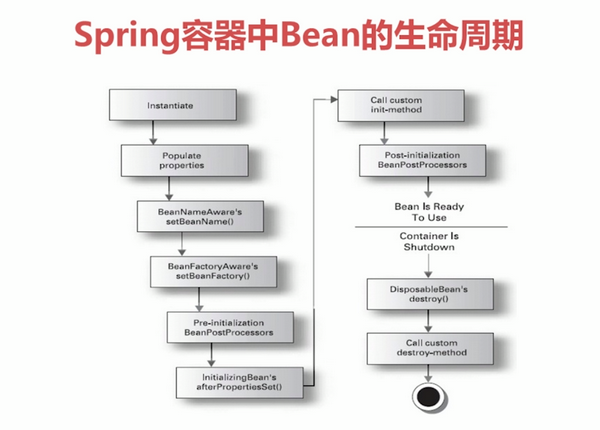 Spring容器中Bean的生命周期
Instantiate
Populate
properties
BeanNameAware's
setBeanName()
BeanFactoryAware's
setBeanFactory()
Pre-initialization
BeanPostProcessors
InitializingBean's
afterPropertiesSet()
Call custom
init-method
Post-initialization
BeanPostProcessors
Bean Is Ready
To Use
Container Is
Shutdown
DisposableBean's
destroy()
Call custom
destroy-method